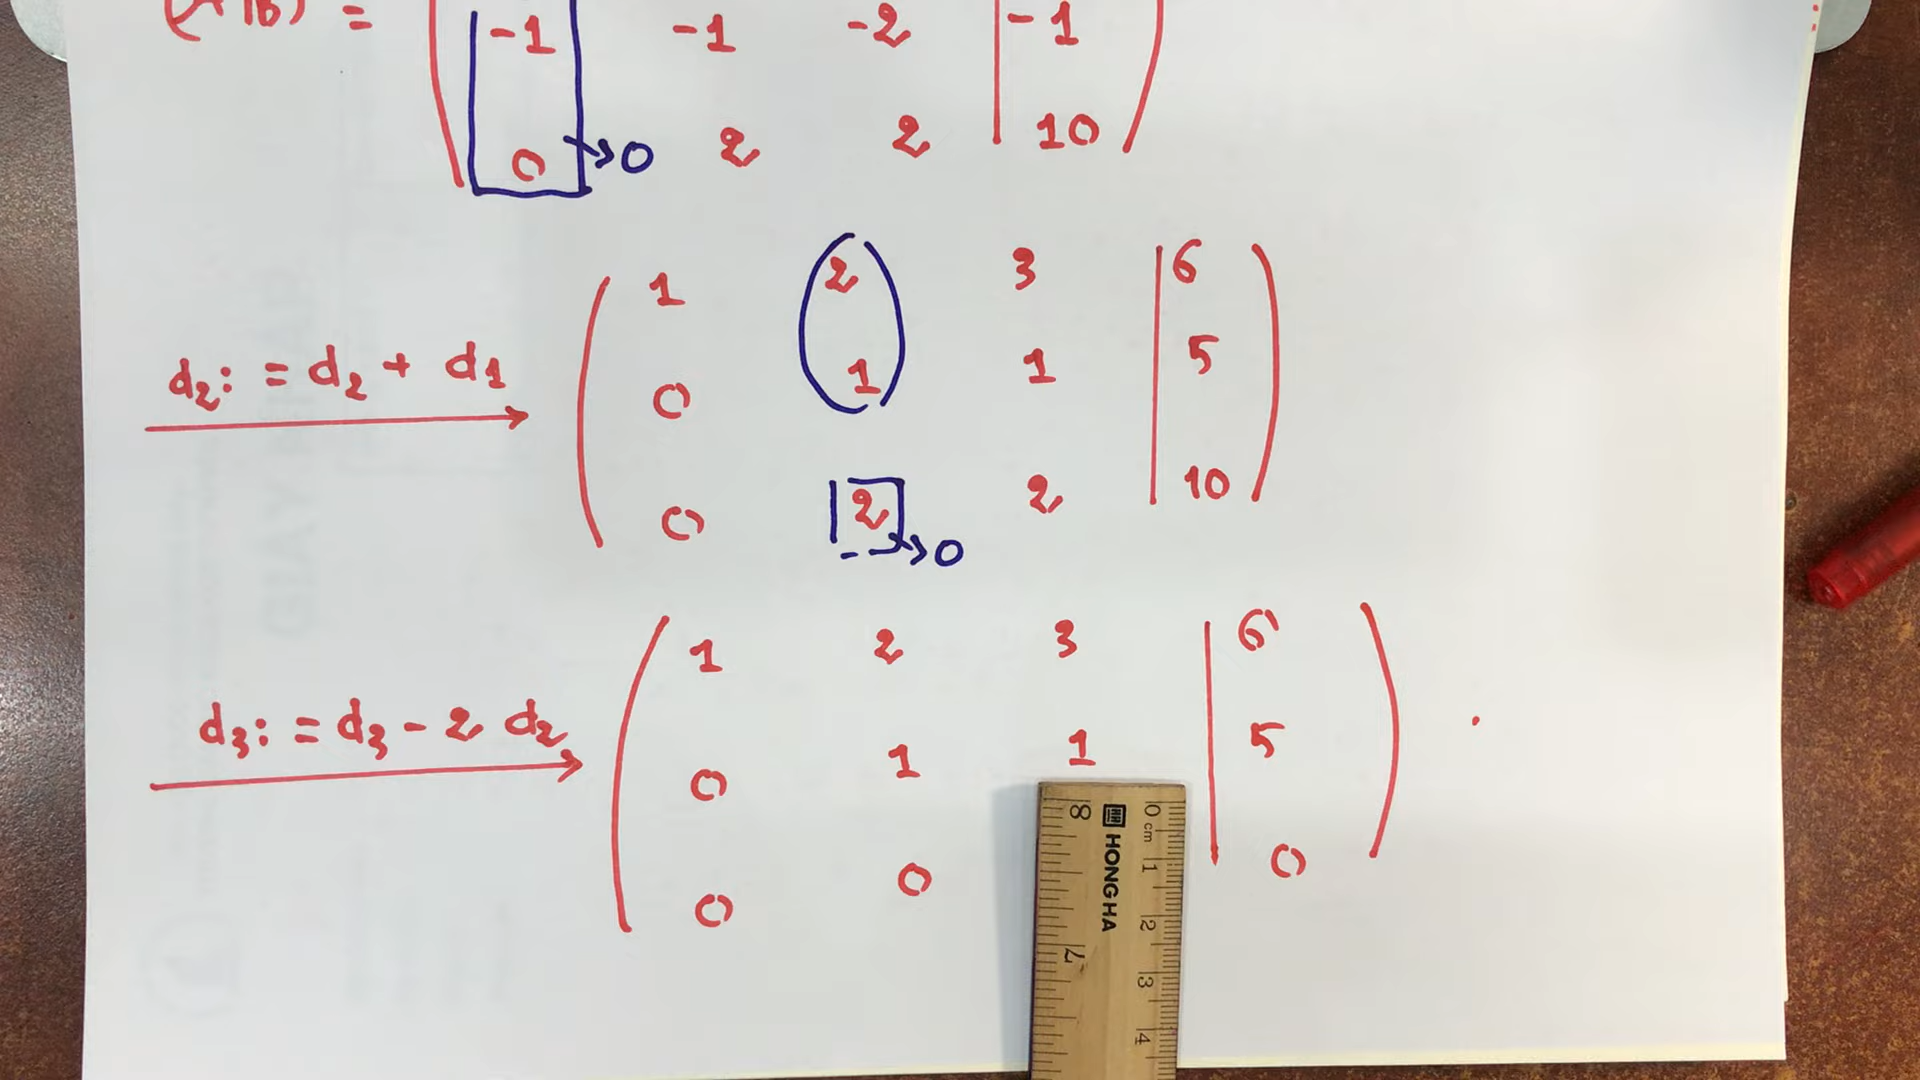 (A|B) =
-1 -1 -2 | -1
0 → 0 2 2 | 10
1 2 3 | 6
d₂: = d₂ + d₁
0 1 1 | 5
0 2 → 0 2 | 10
1 2 3 | 6
d₃: = d₃ - 2 d₂
0 1 1 | 5 .
0 0 | 0
8 HONG HA 0 cm
1
2
7 3
4